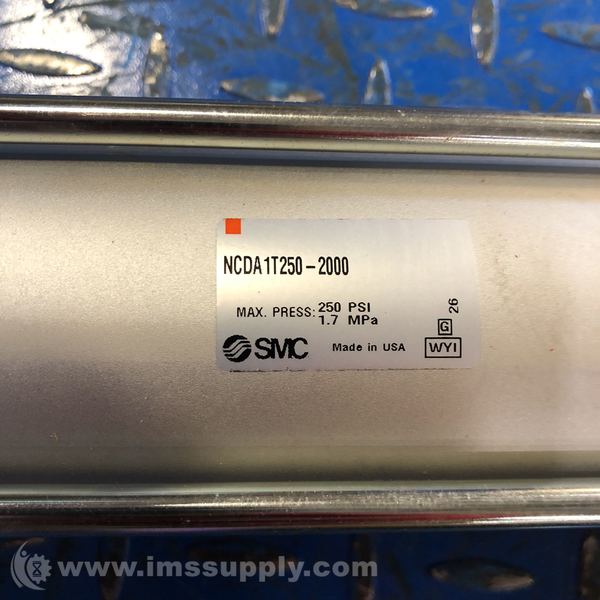 NCDA1T250-2000
MAX. PRESS: 250 PSI
1.7 MPa
26
G
SMC Made in USA WYI
www.imssupply.com